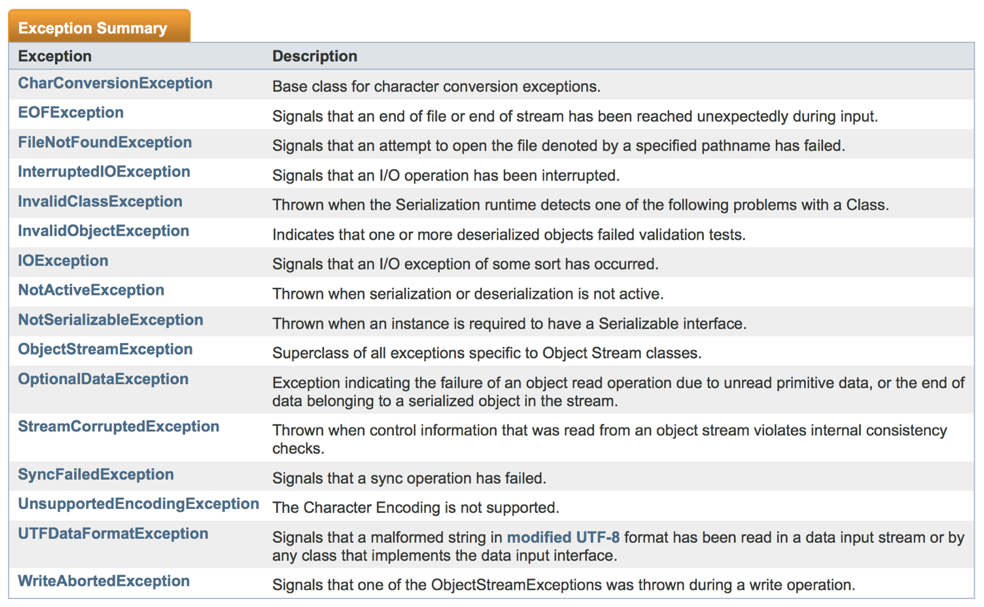 Exception Summary
Exception Description
CharConversionException Base class for character conversion exceptions.
EOFException Signals that an end of file or end of stream has been reached unexpectedly during input.
FileNotFoundException Signals that an attempt to open the file denoted by a specified pathname has failed.
InterruptedIOException Signals that an I/O operation has been interrupted.
InvalidClassException Thrown when the Serialization runtime detects one of the following problems with a Class.
InvalidObjectException Indicates that one or more deserialized objects failed validation tests.
IOException Signals that an I/O exception of some sort has occurred.
NotActiveException Thrown when serialization or deserialization is not active.
NotSerializableException Thrown when an instance is required to have a Serializable interface.
ObjectStreamException Superclass of all exceptions specific to Object Stream classes.
OptionalDataException Exception indicating the failure of an object read operation due to unread primitive data, or the end of
data belonging to a serialized object in the stream.
StreamCorruptedException Thrown when control information that was read from an object stream violates internal consistency
checks.
SyncFailedException Signals that a sync operation has failed.
UnsupportedEncodingException The Character Encoding is not supported.
UTFDataFormatException Signals that a malformed string in modified UTF-8 format has been read in a data input stream or by
any class that implements the data input interface.
WriteAbortedException Signals that one of the ObjectStreamExceptions was thrown during a write operation.